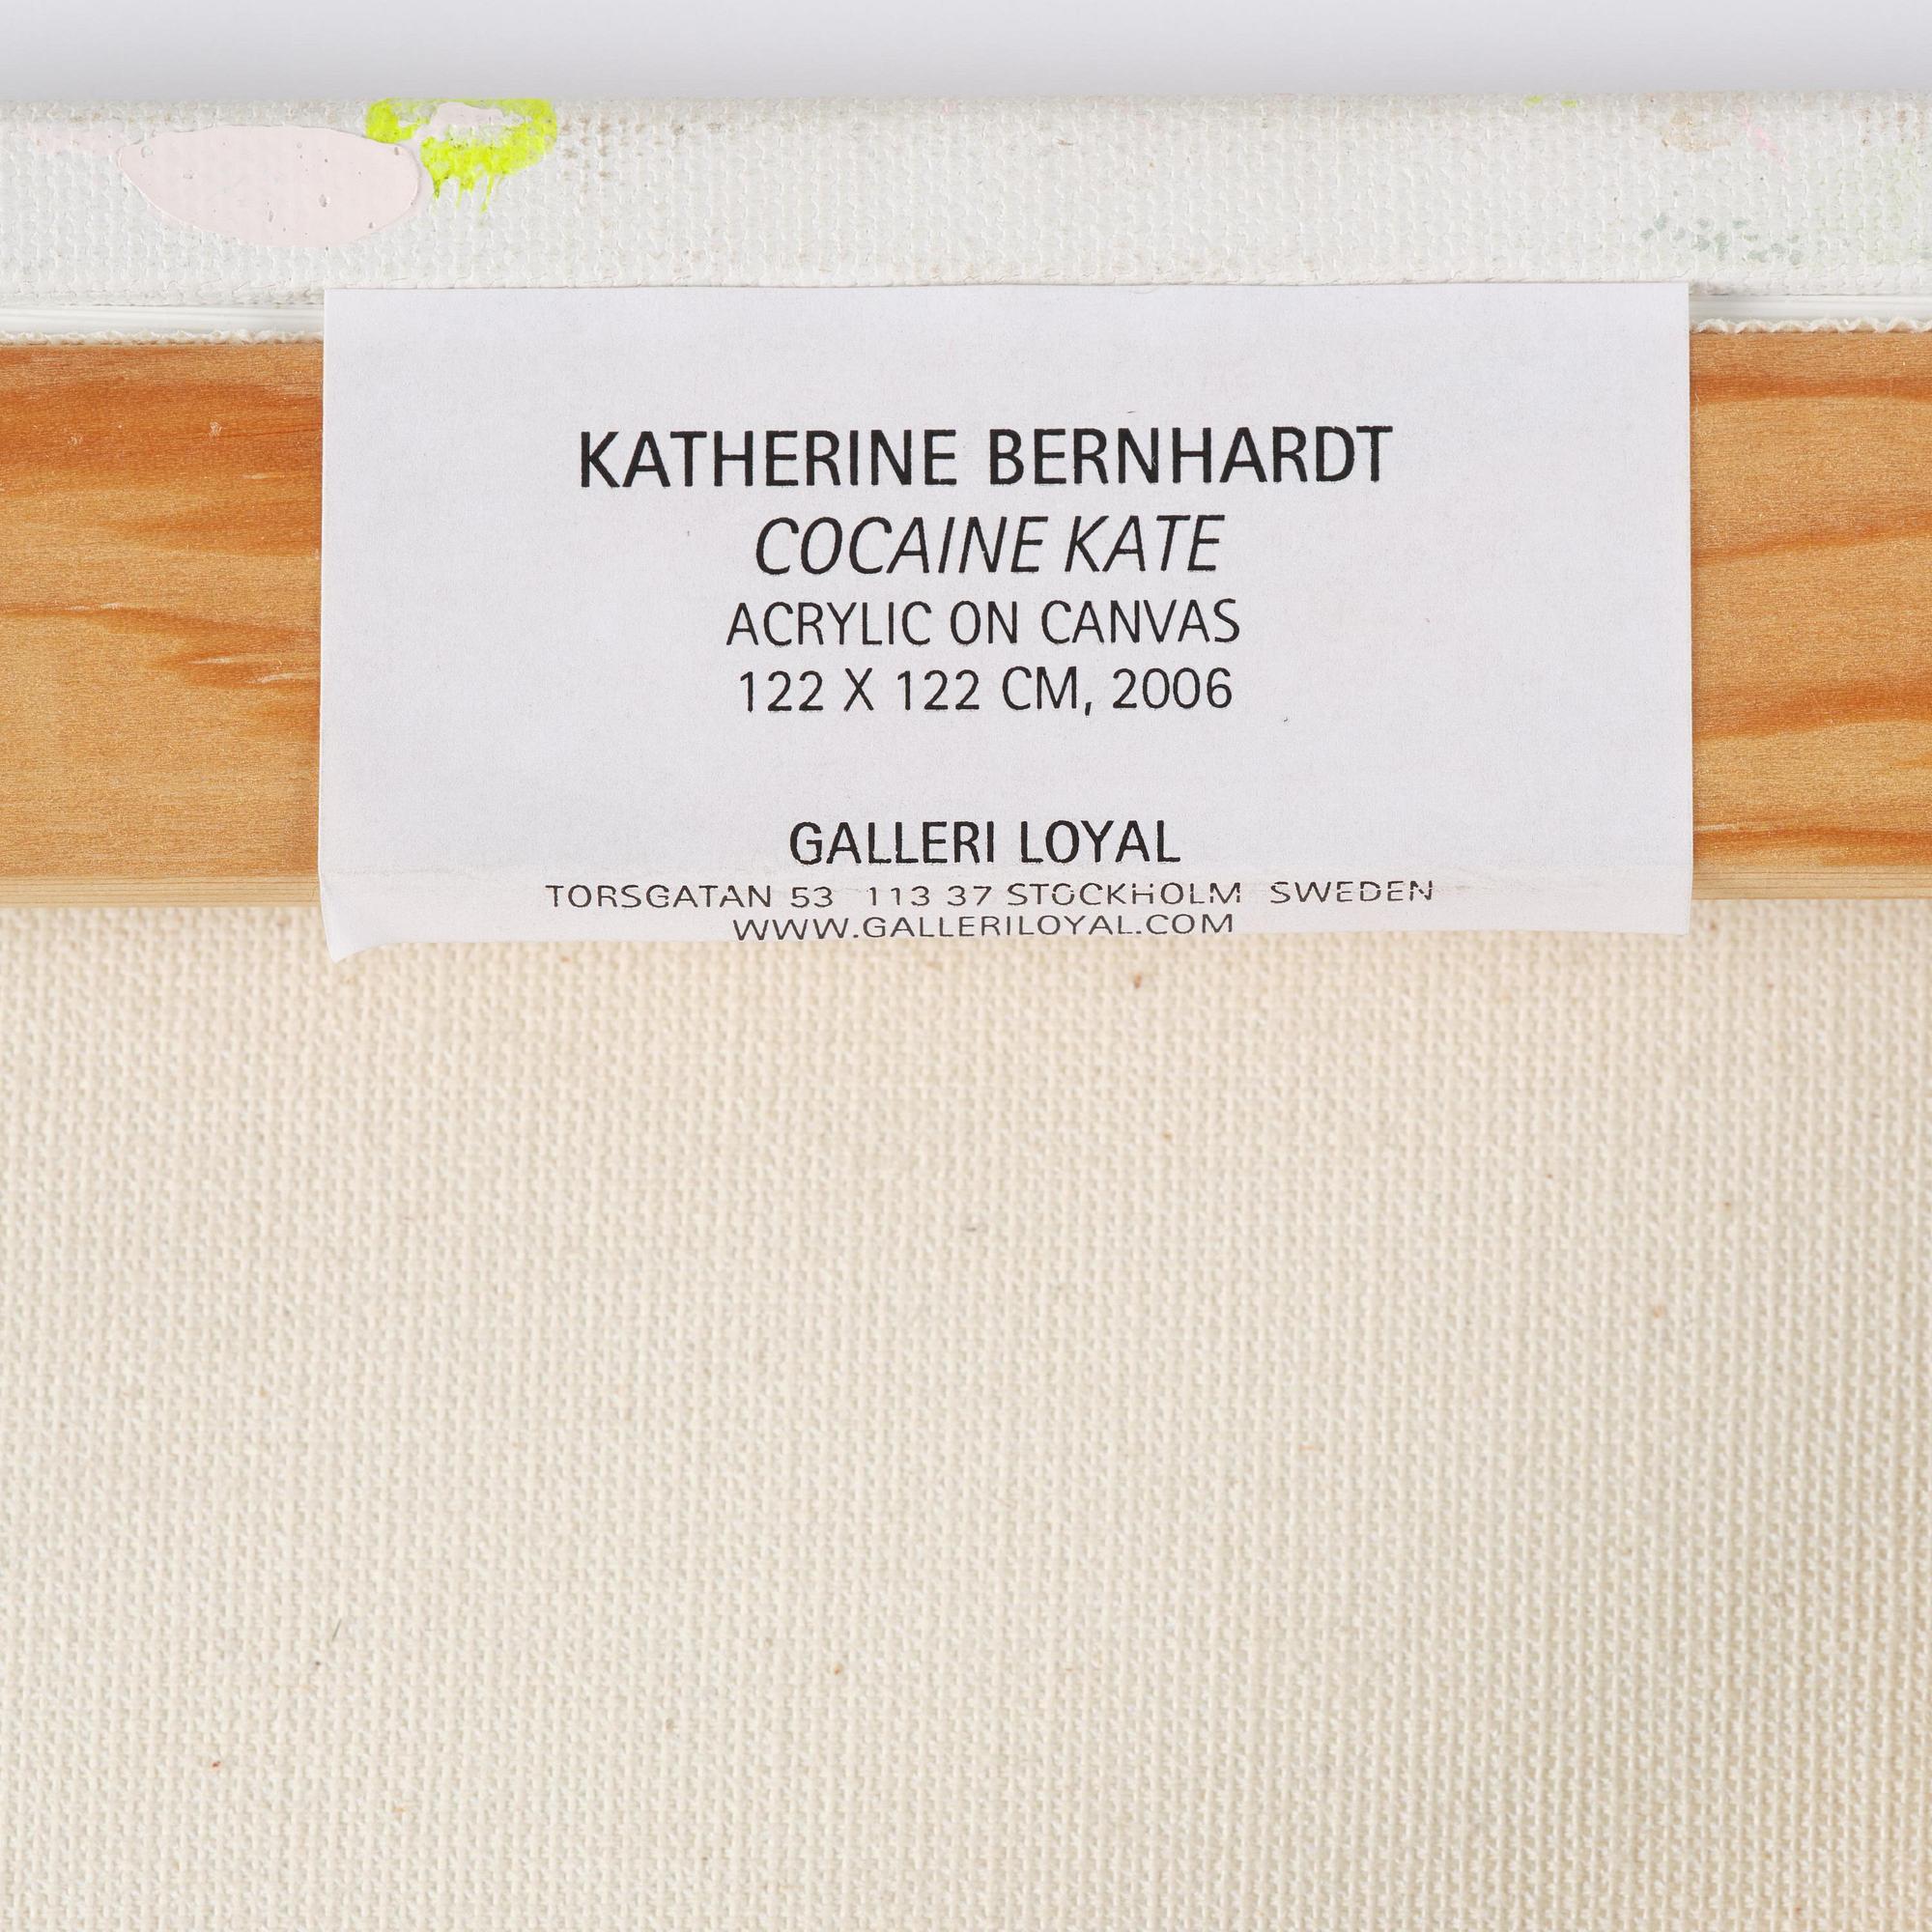 KATHERINE BERNHARDT
COCAINE KATE
ACRYLIC ON CANVAS
122 X 122 CM, 2006
GALLERI LOYAL
TORSGATAN 53 113 37 STOCKHOLM SWEDEN
WWW.GALLERILOYAL.COM